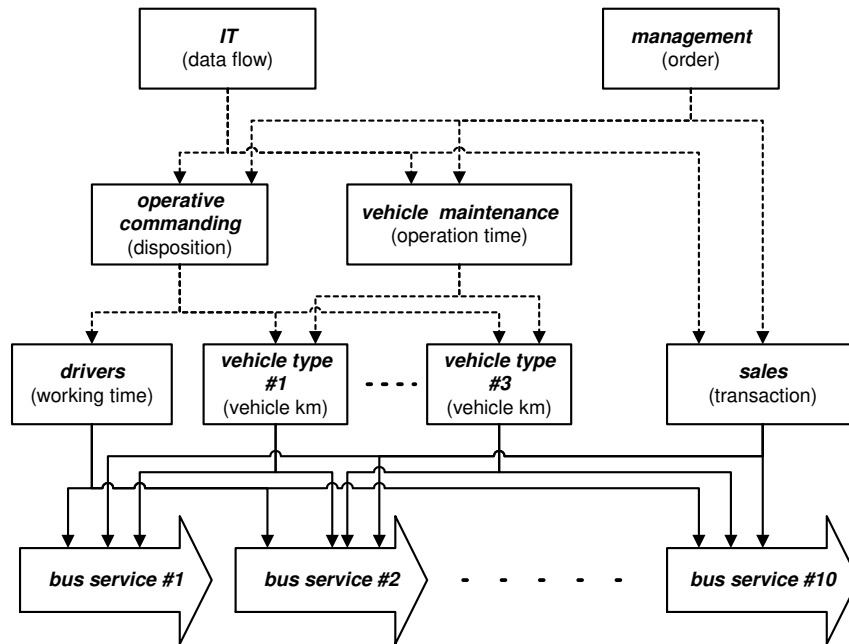 IT
(data flow)
management
(order)
operative
commanding
(disposition)
vehicle maintenance
(operation time)
drivers
(working time)
vehicle type
#1
(vehicle km)
vehicle type
#3
(vehicle km)
sales
(transaction)
bus service #1
bus service #2
bus service #10